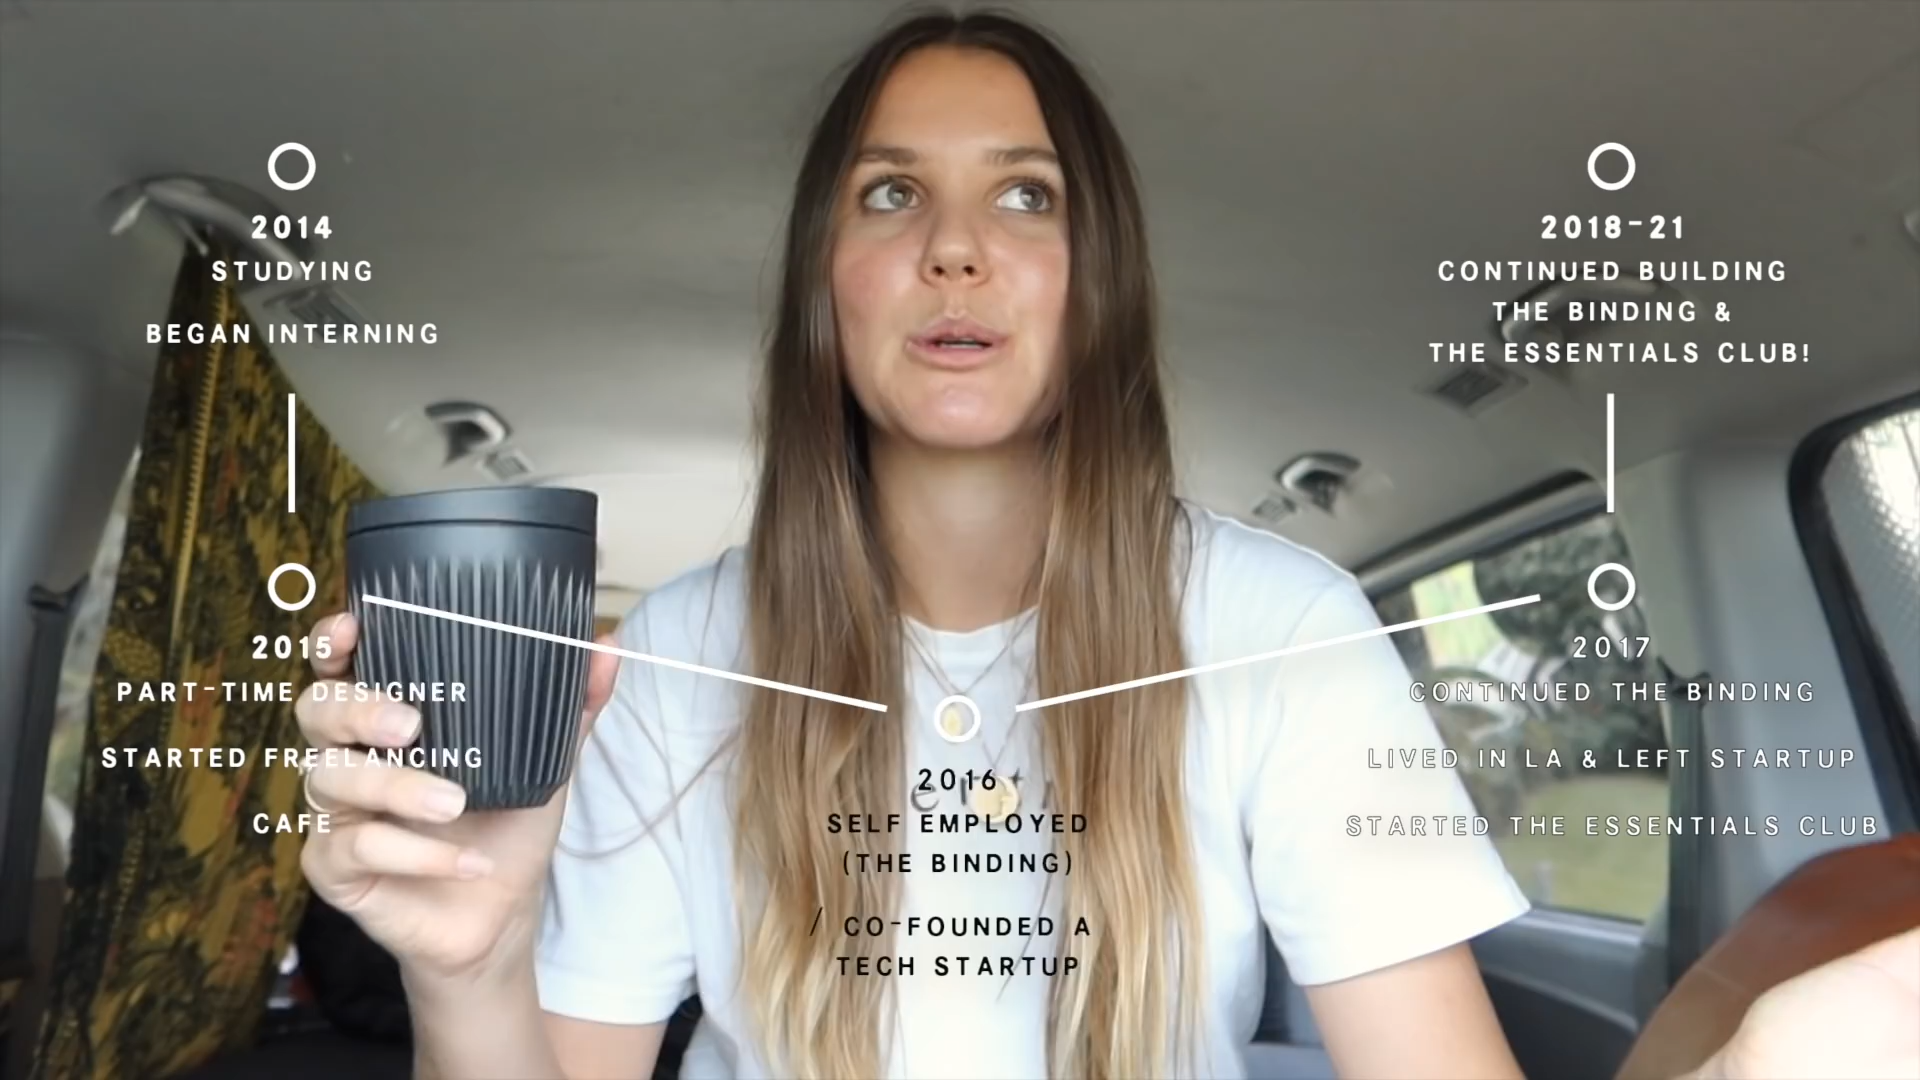 2014
STUDYING
BEGAN INTERNING
2015
PART-TIME DESIGNER
STARTED FREELANCING
CAFE
2016
SELF EMPLOYED
(THE BINDING)
/ CO-FOUNDED A
TECH STARTUP
2017
CONTINUED THE BINDING
LIVED IN LA & LEFT STARTUP
STARTED THE ESSENTIALS CLUB
2018-21
CONTINUED BUILDING
THE BINDING &
THE ESSENTIALS CLUB!